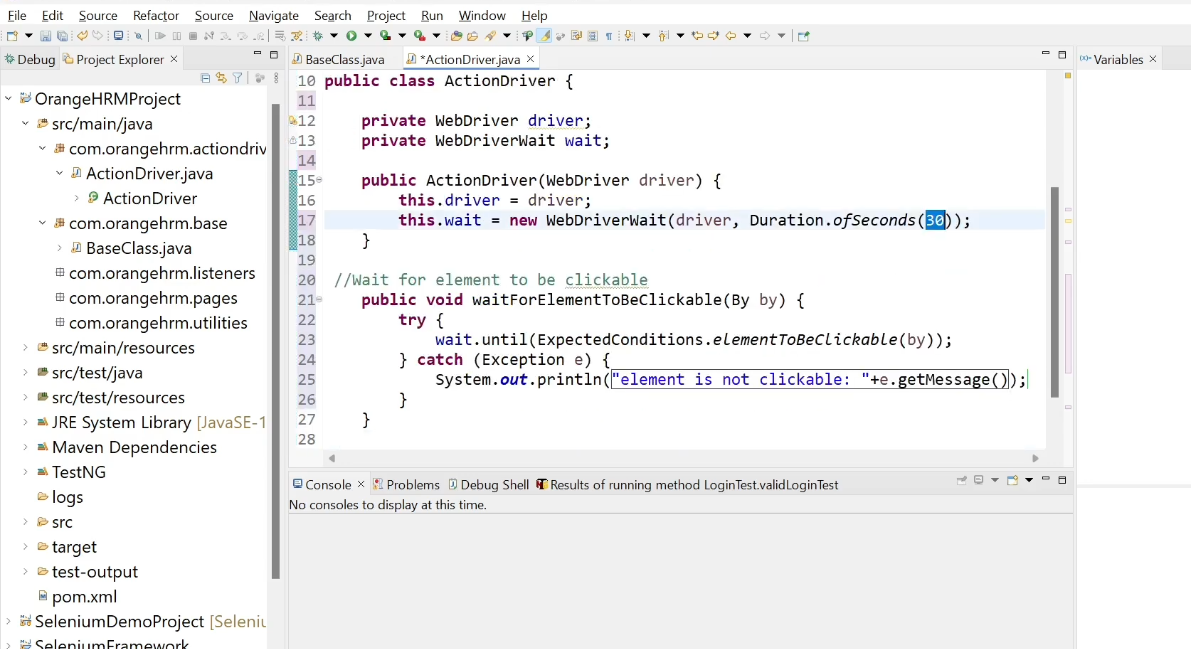 File Edit Source Refactor Source Navigate Search Project Run Window Help
Debug Project Explorer
BaseClass.java *ActionDriver.java
Variables
OrangeHRMProject
src/main/java
com.orangehrm.actiondriv
ActionDriver.java
ActionDriver
com.orangehrm.base
BaseClass.java
com.orangehrm.listeners
com.orangehrm.pages
com.orangehrm.utilities
src/main/resources
src/test/java
src/test/resources
JRE System Library [JavaSE-1
Maven Dependencies
TestNG
logs
src
target
test-output
pom.xml
SeleniumDemoProject [Seleniu
SeleniumFramework
10 public class ActionDriver {
11
12 private WebDriver driver;
13 private WebDriverWait wait;
14
15 public ActionDriver(WebDriver driver) {
16 this.driver = driver;
17 this.wait = new WebDriverWait(driver, Duration.ofSeconds(30));
18 }
19
20 //Wait for element to be clickable
21 public void waitForElementToBeClickable(By by) {
22 try {
23 wait.until(ExpectedConditions.elementToBeClickable(by));
24 } catch (Exception e) {
25 System.out.println("element is not clickable: "+e.getMessage());
26 }
27 }
28
Console Problems Debug Shell Results of running method LoginTest.validLoginTest
No consoles to display at this time.